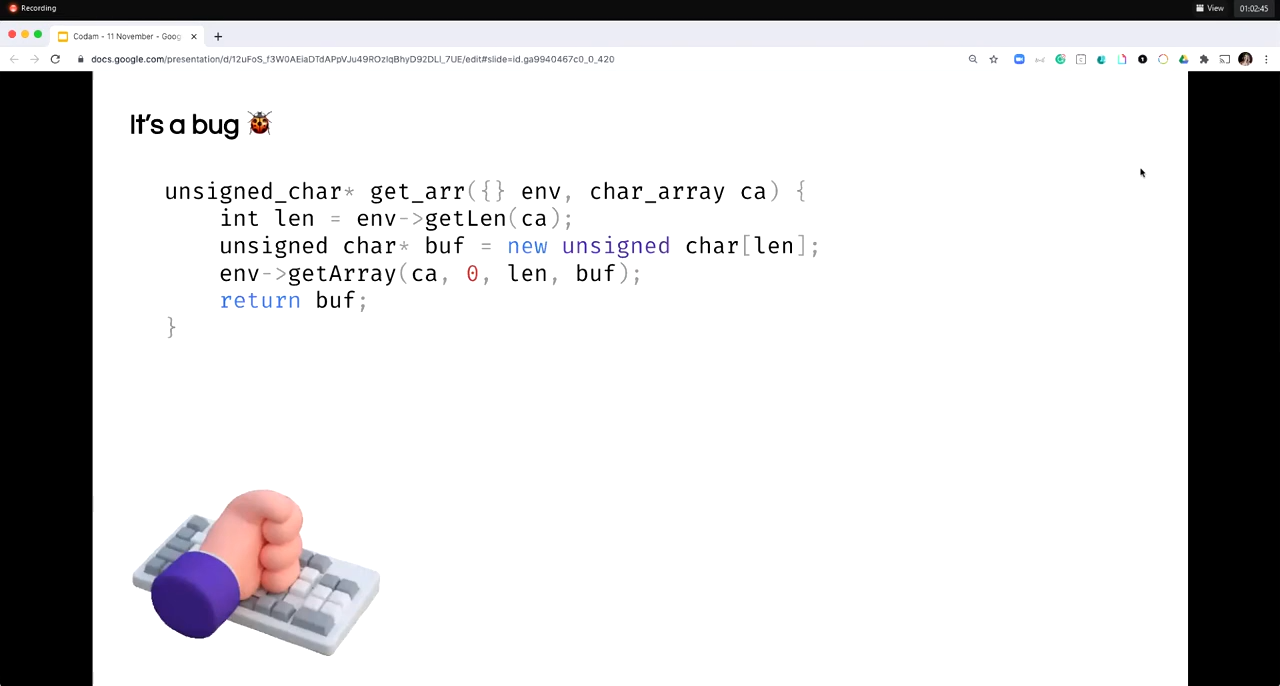 Recording
View
01:02:45
Codam - 11 November - Goog
docs.google.com/presentation/d/12uFoS_f3W0AEiaDTdAPpVJu49ROzIqBhyD92DLl_7UE/edit#slide=id.ga9940467c0_0_420
It's a bug
unsigned_char* get_arr({} env, char_array ca) {
int len = env->getLen(ca);
unsigned char* buf = new unsigned char[len];
env->getArray(ca, 0, len, buf);
return buf;
}